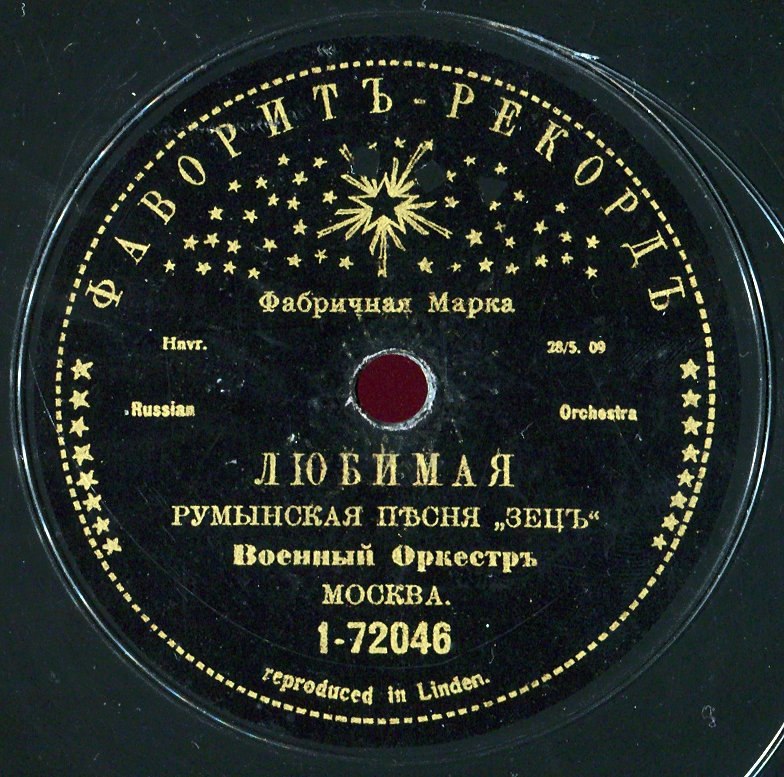 ФАВОРИТЪ-РЕКОРДЪ
Фабричная Марка
Hnvr.
28/5. 09
Russian
Orchestra
ЛЮБИМАЯ
РУМЫНСКАЯ ПѢСНЯ „ЗЕЦЪ“
Военный Оркестръ
МОСКВА.
1-72046
reproduced in Linden.